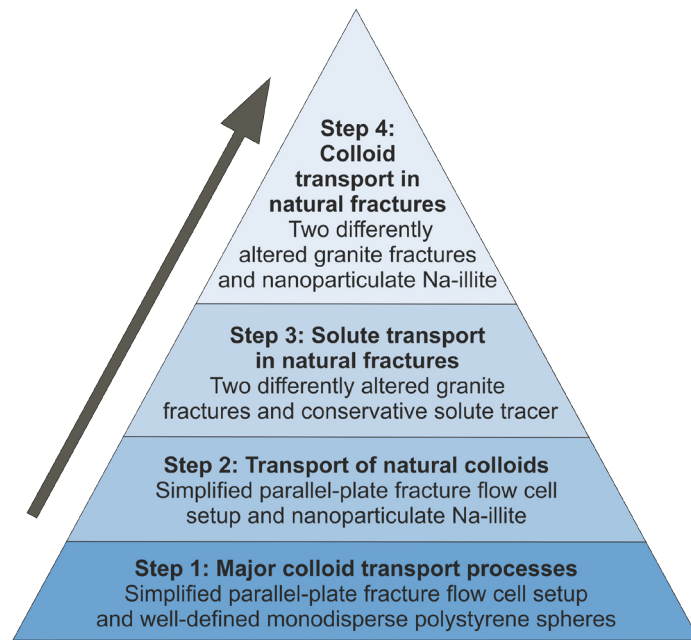 Step 4:
Colloid
transport in
natural fractures
Two differently
altered granite fractures
and nanoparticulate Na-illite
Step 3: Solute transport
in natural fractures
Two differently altered granite
fractures and conservative solute tracer
Step 2: Transport of natural colloids
Simplified parallel-plate fracture flow cell
setup and nanoparticulate Na-illite
Step 1: Major colloid transport processes
Simplified parallel-plate fracture flow cell setup
and well-defined monodisperse polystyrene spheres